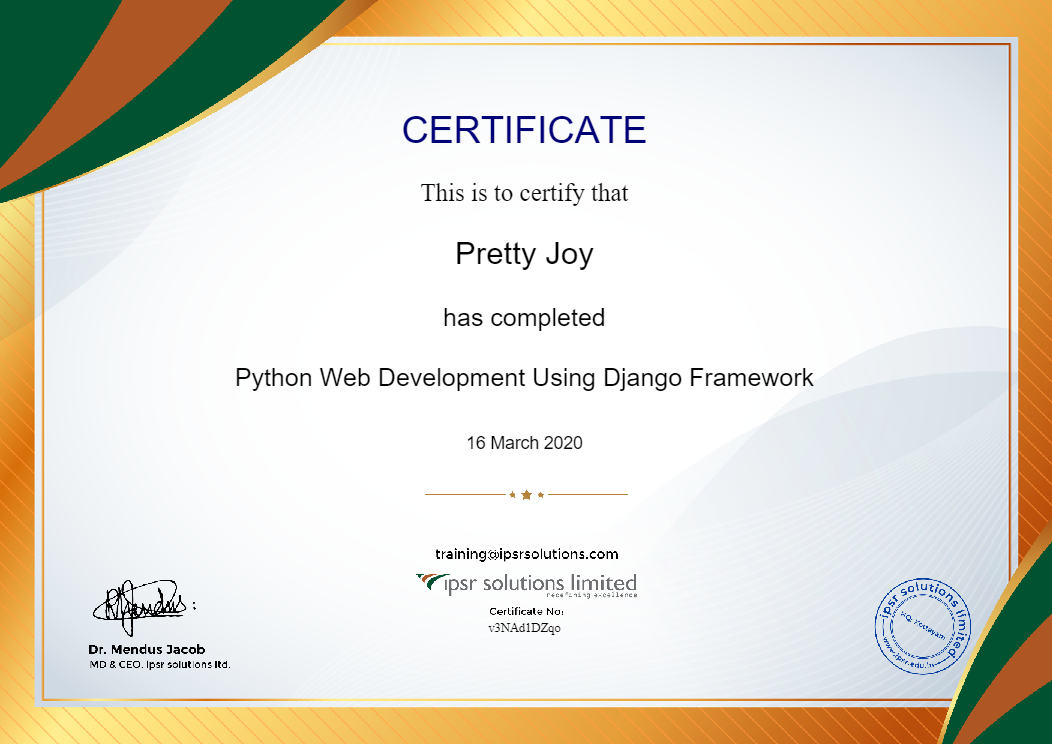 CERTIFICATE
This is to certify that
Pretty Joy
has completed
Python Web Development Using Django Framework
16 March 2020
training@ipsrsolutions.com
ipsr solutions limited
redefining excellence
Certificate No:
v3NAd1DZqo
Dr. Mendus Jacob
MD & CEO, ipsr solutions ltd.
ipsr solutions limited
HQ: Kottayam
www.ipsr.edu.in